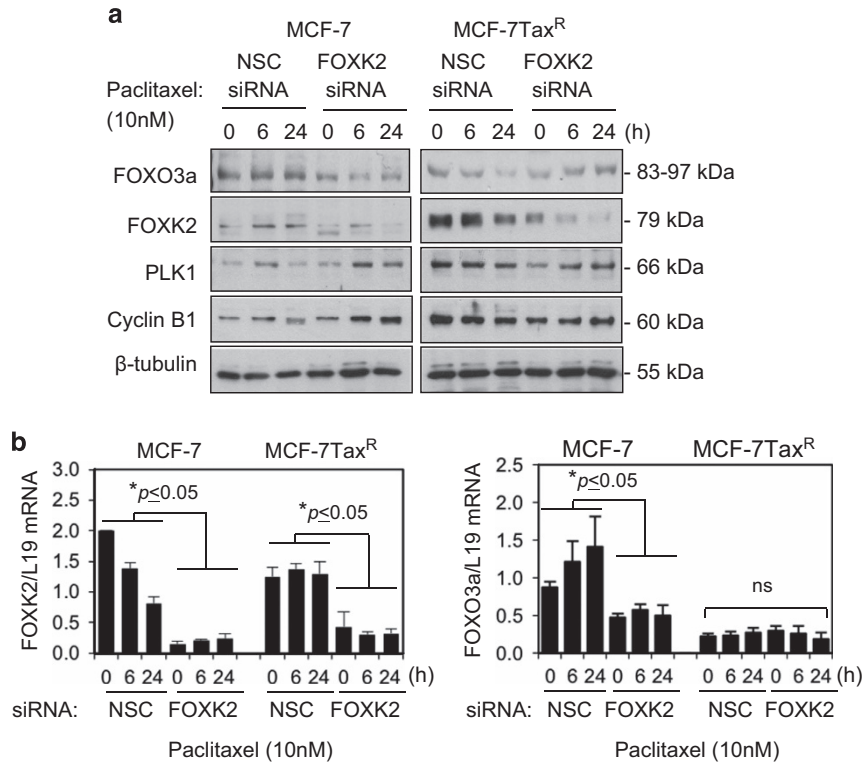 a
MCF-7 MCF-7Tax^R
NSC FOXK2 NSC FOXK2
Paclitaxel: siRNA siRNA siRNA siRNA
(10nM)
0 6 24 0 6 24 0 6 24 0 6 24 (h)
FOXO3a - 83-97 kDa
FOXK2 - 79 kDa
PLK1 - 66 kDa
Cyclin B1 - 60 kDa
β-tubulin - 55 kDa
b
MCF-7 MCF-7Tax^R
FOXK2/L19 mRNA
3.0
2.5
2.0
1.5
1.0
0.5
0.0
*p≤0.05
*p≤0.05
0 6 24 0 6 24 0 6 24 0 6 24 (h)
siRNA: NSC FOXK2 NSC FOXK2
Paclitaxel (10nM)
MCF-7 MCF-7Tax^R
FOXO3a/L19 mRNA
2.5
2.0
1.5
1.0
0.5
0.0
*p≤0.05
ns
0 6 24 0 6 24 0 6 24 0 6 24 (h)
siRNA: NSC FOXK2 NSC FOXK2
Paclitaxel (10nM)